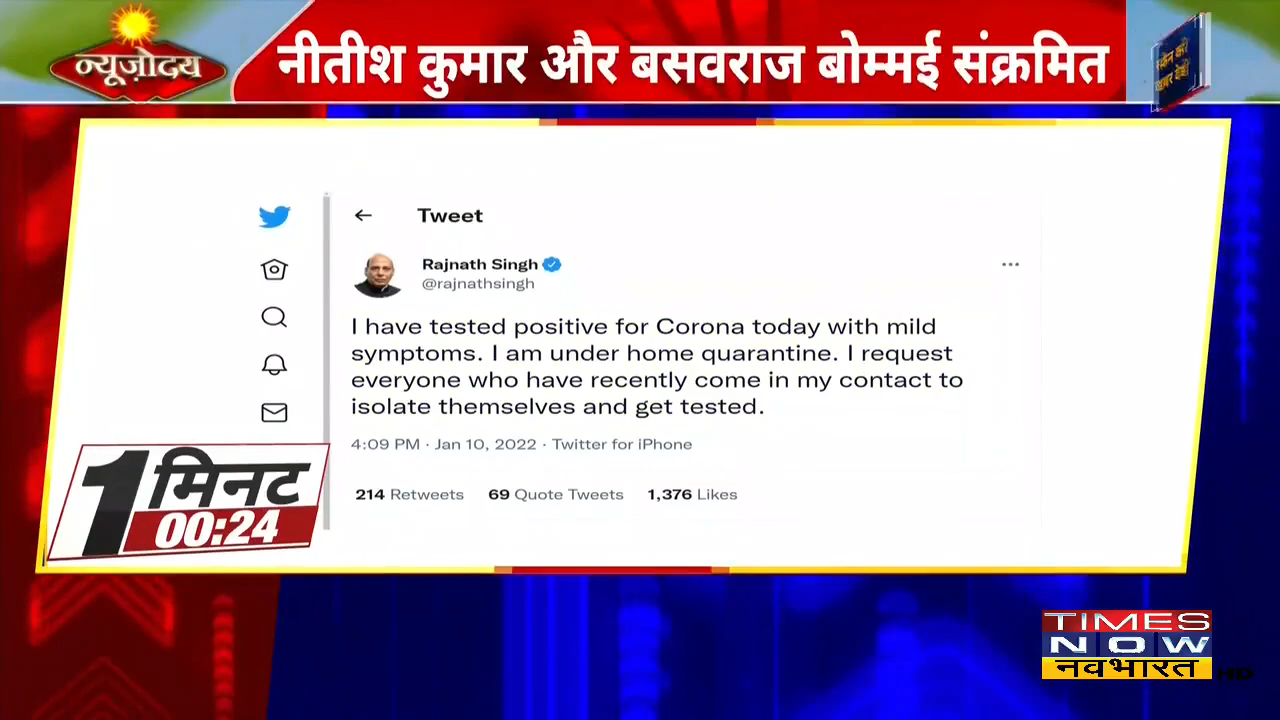 न्यूज़ोदय
नीतीश कुमार और बसवराज बोम्मई संक्रमित
Tweet
Rajnath Singh
@rajnathsingh
I have tested positive for Corona today with mild
symptoms. I am under home quarantine. I request
everyone who have recently come in my contact to
isolate themselves and get tested.
4:09 PM · Jan 10, 2022 · Twitter for iPhone
214 Retweets 69 Quote Tweets 1,376 Likes
1 मिनट
00:24
TIMES
NOW
नवभारत
HD